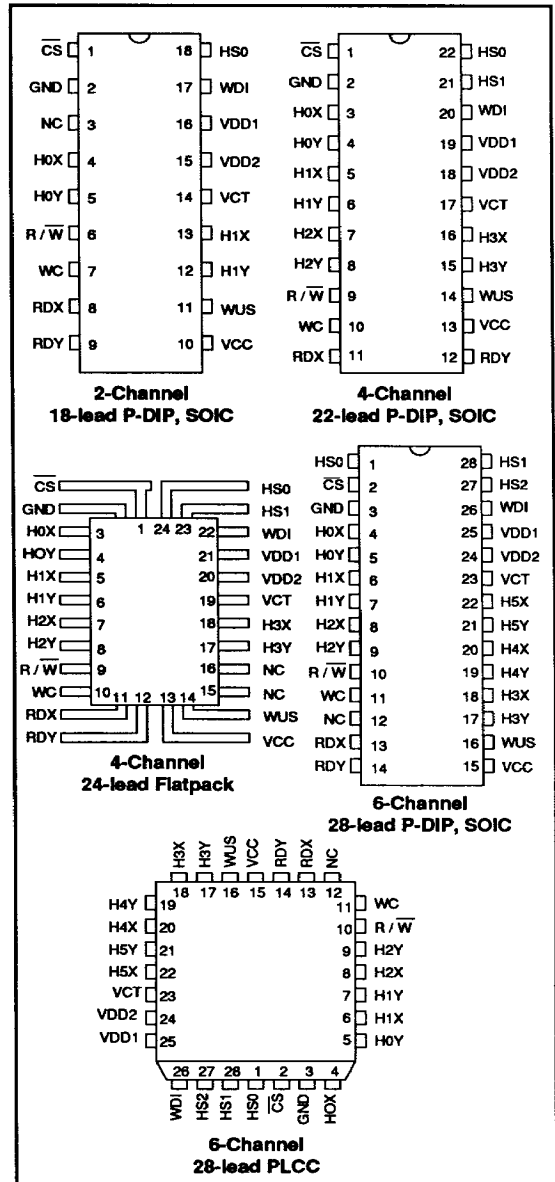 C̅S̅ 1 18 HS0
GND 2 17 WDI
NC 3 16 VDD1
H0X 4 15 VDD2
H0Y 5 14 VCT
R / W̅ 6 13 H1X
WC 7 12 H1Y
RDX 8 11 WUS
RDY 9 10 VCC
2-Channel
18-lead P-DIP, SOIC
C̅S̅ 1 22 HS0
GND 2 21 HS1
H0X 3 20 WDI
H0Y 4 19 VDD1
H1X 5 18 VDD2
H1Y 6 17 VCT
H2X 7 16 H3X
H2Y 8 15 H3Y
R / W̅ 9 14 WUS
WC 10 13 VCC
RDX 11 12 RDY
4-Channel
22-lead P-DIP, SOIC
C̅S̅ HS0
GND 1 24 23 HS1
H0X 3 22 WDI
HOY 4 21 VDD1
H1X 5 20 VDD2
H1Y 6 19 VCT
H2X 7 18 H3X
H2Y 8 17 H3Y
R / W̅ 9 16 NC
WC 10 15 NC
RDX 11 12 13 14 WUS
RDY VCC
4-Channel
24-lead Flatpack
HS0 1 28 HS1
C̅S̅ 2 27 HS2
GND 3 26 WDI
H0X 4 25 VDD1
H0Y 5 24 VDD2
H1X 6 23 VCT
H1Y 7 22 H5X
H2X 8 21 H5Y
H2Y 9 20 H4X
R / W̅ 10 19 H4Y
WC 11 18 H3X
NC 12 17 H3Y
RDX 13 16 WUS
RDY 14 15 VCC
6-Channel
28-lead P-DIP, SOIC
H3X H3Y WUS VCC RDY RDX NC
18 17 16 15 14 13 12
H4Y 19 11 WC
H4X 20 10 R / W̅
H5Y 21 9 H2Y
H5X 22 8 H2X
VCT 23 7 H1Y
VDD2 24 6 H1X
VDD1 25 5 H0Y
26 27 28 1 2 3 4
WDI HS2 HS1 HS0 C̅S̅ GND HOX
6-Channel
28-lead PLCC